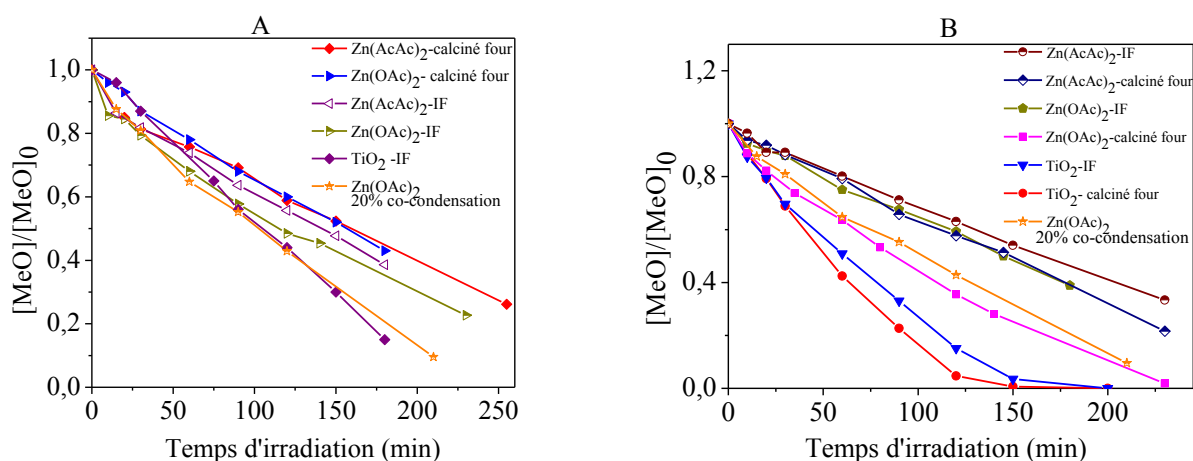 A
Zn(AcAc)2-calciné four
Zn(OAc)2- calciné four
Zn(AcAc)2-IF
Zn(OAc)2-IF
TiO2 -IF
Zn(OAc)2
20% co-condensation
1,0
0,8
0,6
0,4
0,2
0,0
[MeO]/[MeO]0
0 50 100 150 200 250
Temps d'irradiation (min)
B
Zn(AcAc)2-IF
Zn(AcAc)2-calciné four
Zn(OAc)2-IF
Zn(OAc)2-calciné four
TiO2-IF
TiO2- calciné four
Zn(OAc)2
20% co-condensation
1,2
0,8
0,4
0,0
[MeO]/[MeO]0
0 50 100 150 200
Temps d'irradiation (min)